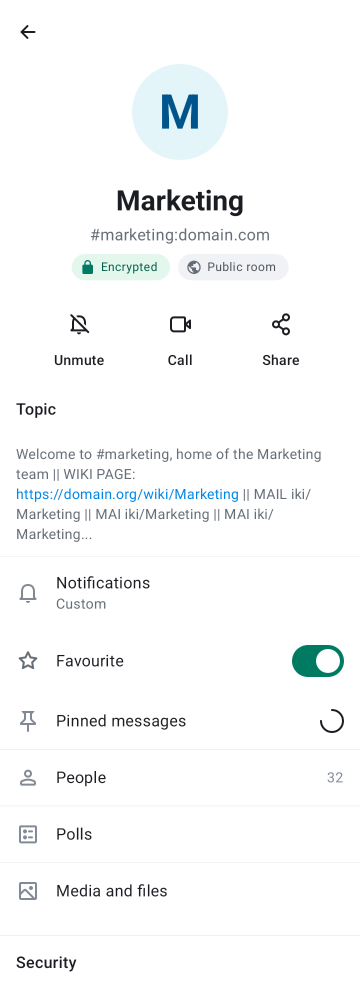 M
Marketing
#marketing:domain.com
Encrypted
Public room
Unmute
Call
Share
Topic
Welcome to #marketing, home of the Marketing
team || WIKI PAGE:
https://domain.org/wiki/Marketing || MAIL iki/
Marketing || MAI iki/Marketing || MAI iki/
Marketing...
Notifications
Custom
Favourite
Pinned messages
People
32
Polls
Media and files
Security